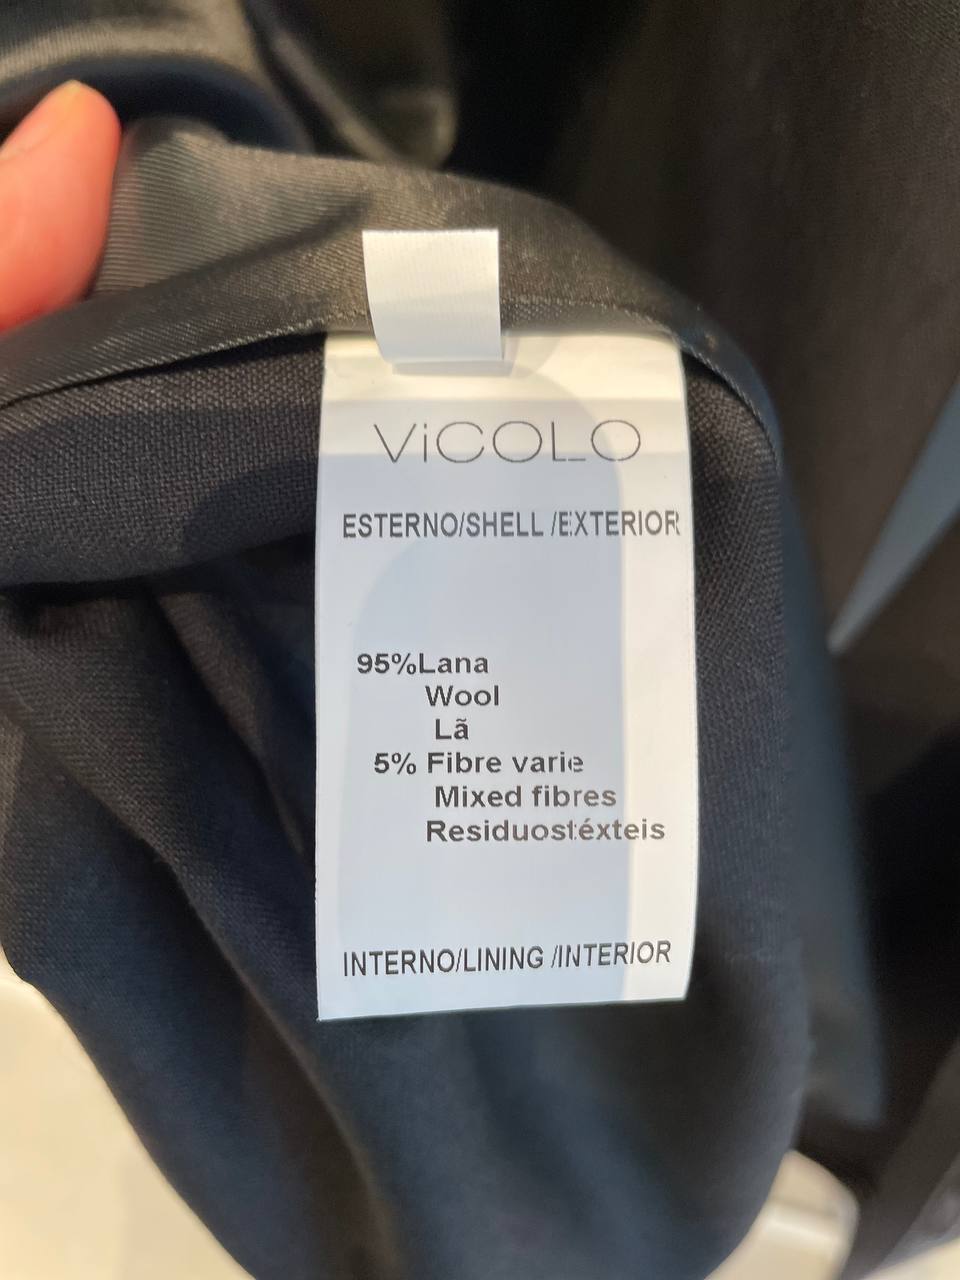 ViCOLO
ESTERNO/SHELL /EXTERIOR
95%Lana
Wool
Lã
5% Fibre varie
Mixed fibres
Residuostéxteis
INTERNO/LINING /INTERIOR